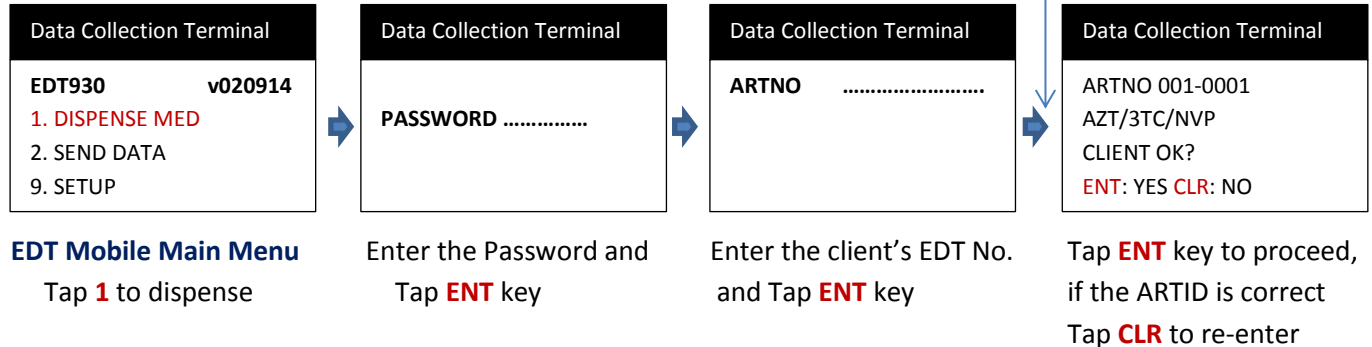 Data Collection Terminal
EDT930 v020914
1. DISPENSE MED
2. SEND DATA
9. SETUP
EDT Mobile Main Menu
Tap 1 to dispense
Data Collection Terminal
PASSWORD ……………
Enter the Password and
Tap ENT key
Data Collection Terminal
ARTNO …………………….
Enter the client’s EDT No.
and Tap ENT key
Data Collection Terminal
ARTNO 001-0001
AZT/3TC/NVP
CLIENT OK?
ENT: YES CLR: NO
Tap ENT key to proceed,
if the ARTID is correct
Tap CLR to re-enter